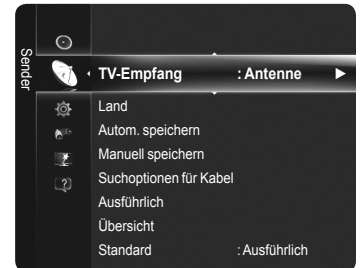 Sender
TV-Empfang : Antenne
Land
Autom. speichern
Manuell speichern
Suchoptionen für Kabel
Ausführlich
Übersicht
Standard : Ausführlich